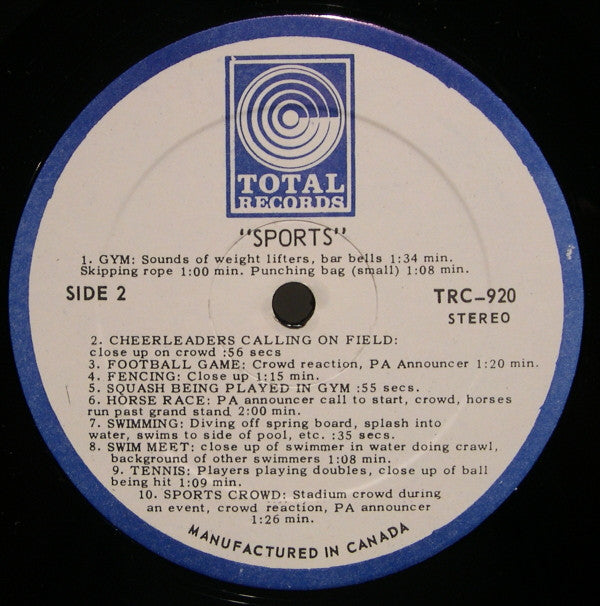 TOTAL
RECORDS
"SPORTS"
1. GYM: Sounds of weight lifters, bar bells 1:34 min.
Skipping rope 1:00 min. Punching bag (small) 1:08 min.
SIDE 2
TRC-920
STEREO
2. CHEERLEADERS CALLING ON FIELD:
close up on crowd :56 secs
3. FOOTBALL GAME: Crowd reaction, PA Announcer 1:20 min.
4. FENCING: Close up 1:15 min.
5. SQUASH BEING PLAYED IN GYM :55 secs.
6. HORSE RACE: PA announcer call to start, crowd, horses
run past grand stand 2:00 min.
7. SWIMMING: Diving off spring board, splash into
water, swims to side of pool, etc. :35 secs.
8. SWIM MEET: close up of swimmer in water doing crawl,
background of other swimmers 1:08 min.
9. TENNIS: Players playing doubles, close up of ball
being hit 1:09 min.
10. SPORTS CROWD: Stadium crowd during
an event, crowd reaction, PA announcer
1:26 min.
MANUFACTURED IN CANADA